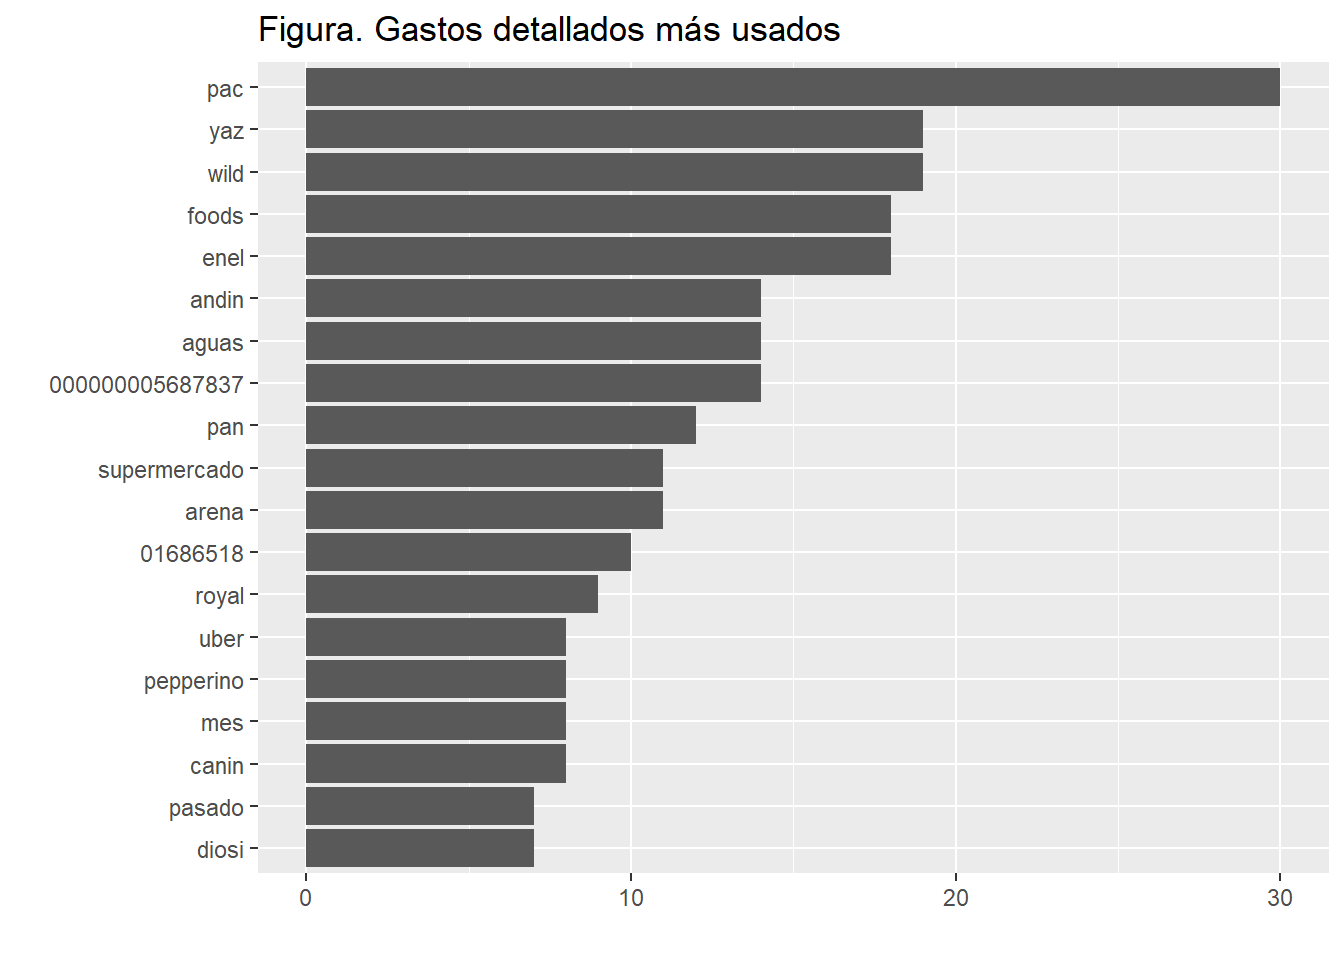 Figura. Gastos detallados más usados
pac
yaz
wild
foods
enel
andin
aguas
000000005687837
pan
supermercado
arena
01686518
royal
uber
pepperino
mes
canin
pasado
diosi
0 10 20 30